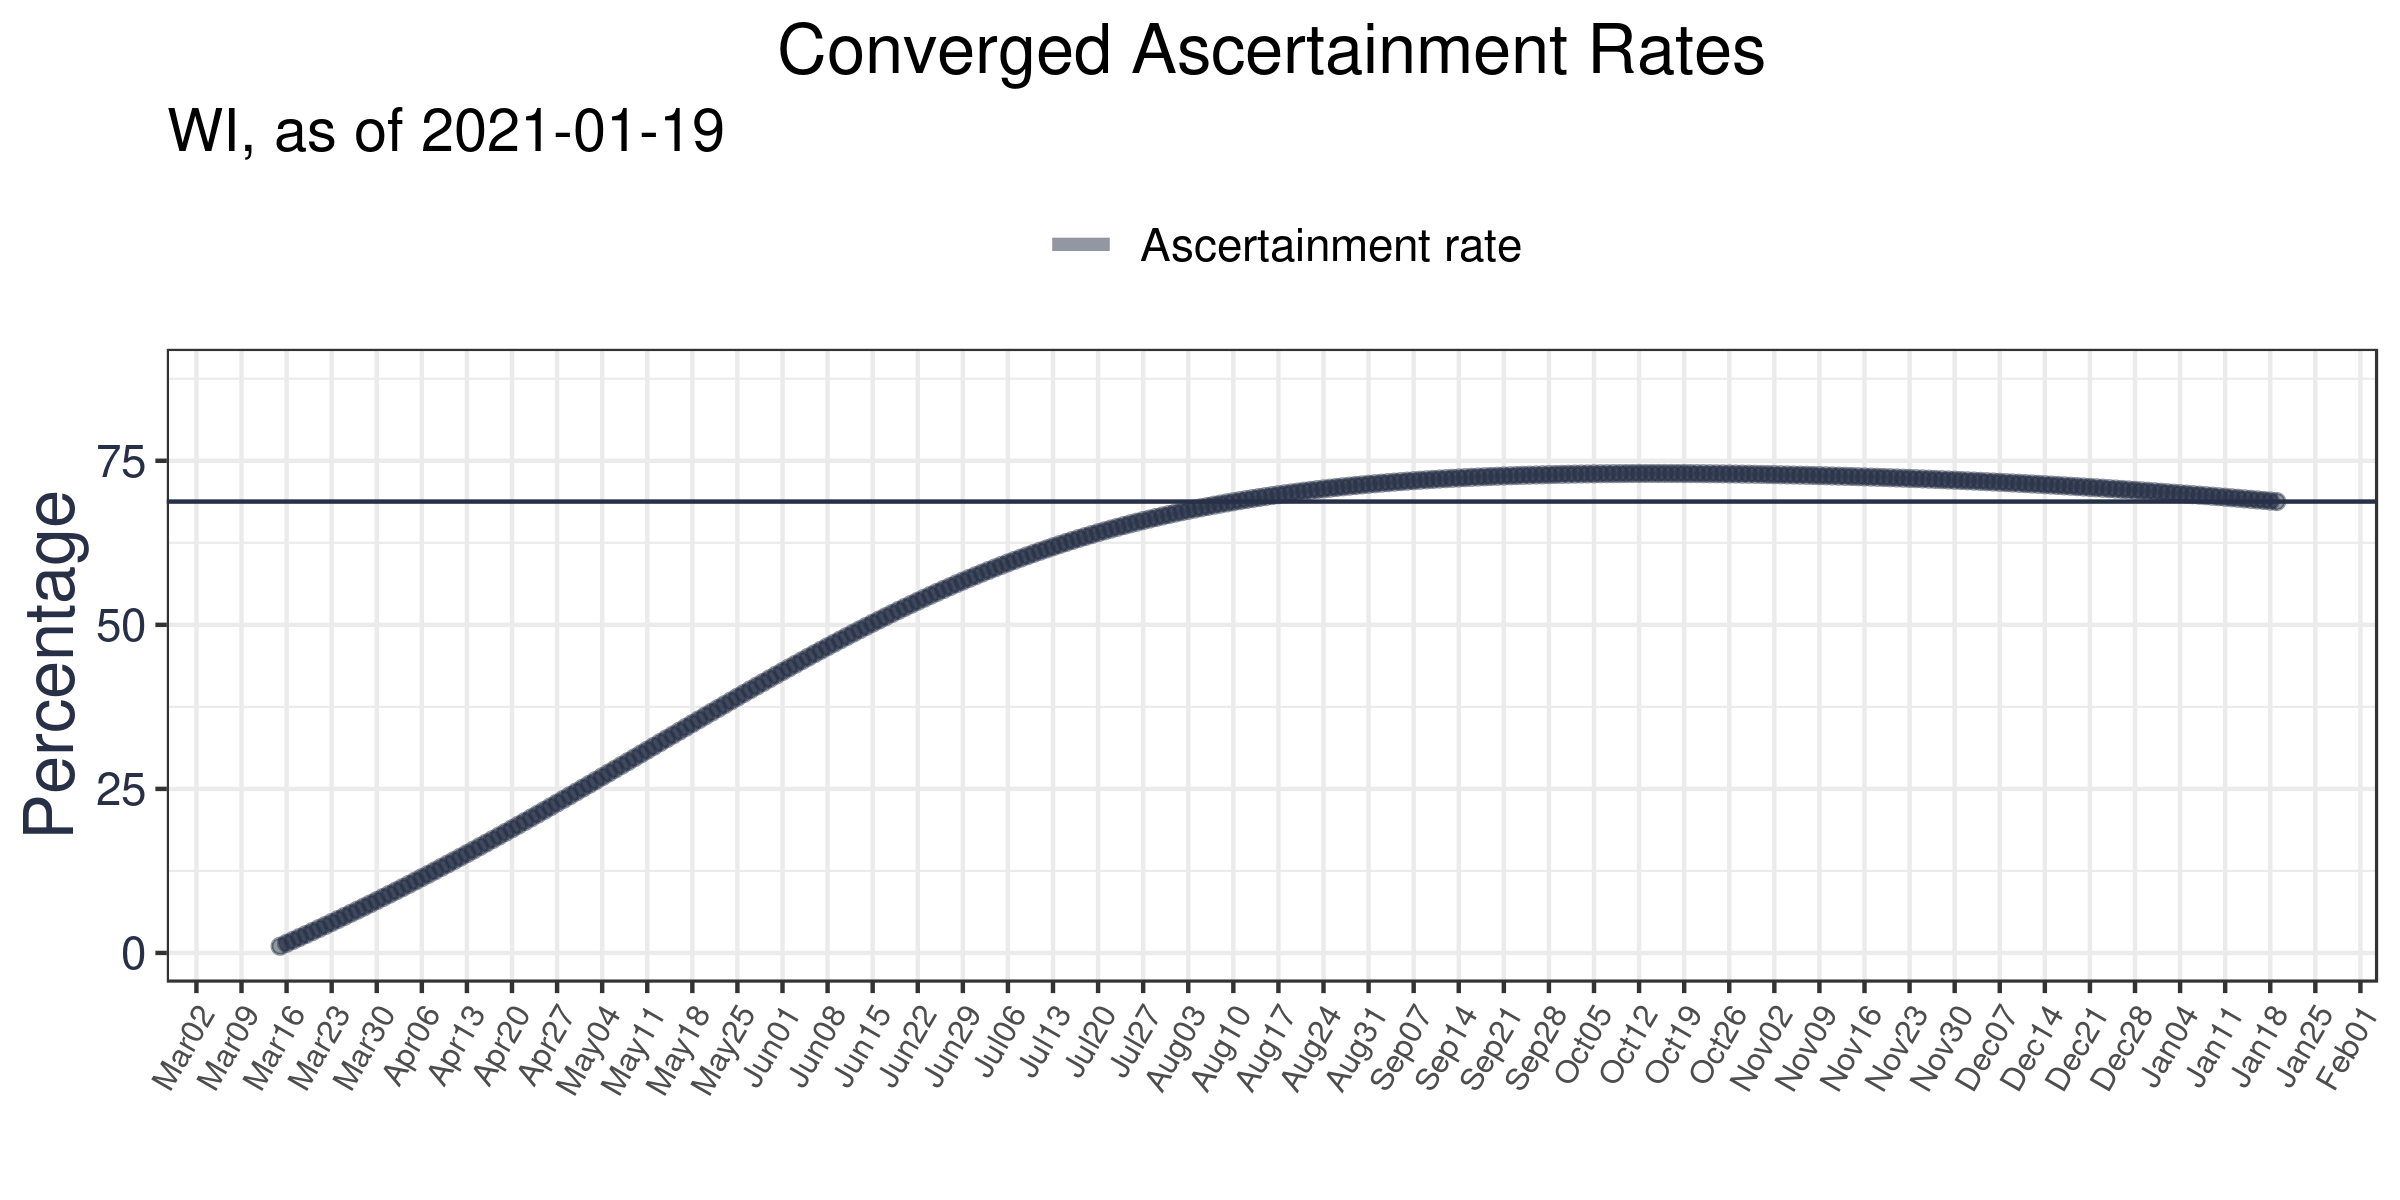 Converged Ascertainment Rates
WI, as of 2021-01-19
Ascertainment rate
Percentage
75
50
25
0
Mar02 Mar09 Mar16 Mar23 Mar30 Apr06 Apr13 Apr20 Apr27 May04 May11 May18 May25 Jun01 Jun08 Jun15 Jun22 Jun29 Jul06 Jul13 Jul20 Jul27 Aug03 Aug10 Aug17 Aug24 Aug31 Sep07 Sep14 Sep21 Sep28 Oct05 Oct12 Oct19 Oct26 Nov02 Nov09 Nov16 Nov23 Nov30 Dec07 Dec14 Dec21 Dec28 Jan04 Jan11 Jan18 Jan25 Feb01